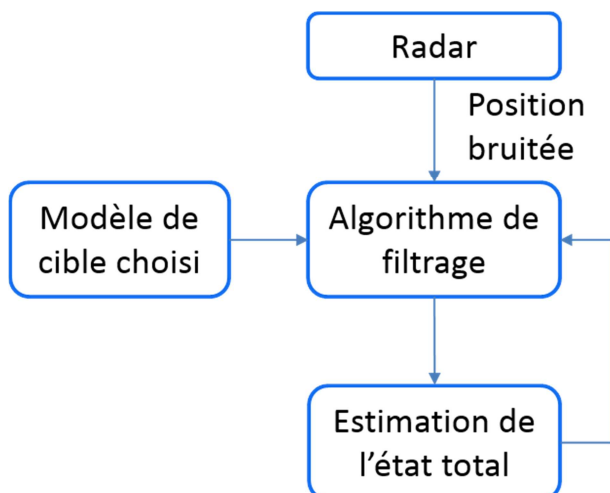 Radar
Position
bruitée
Modèle de
cible choisi
Algorithme de
filtrage
Estimation de
l’état total